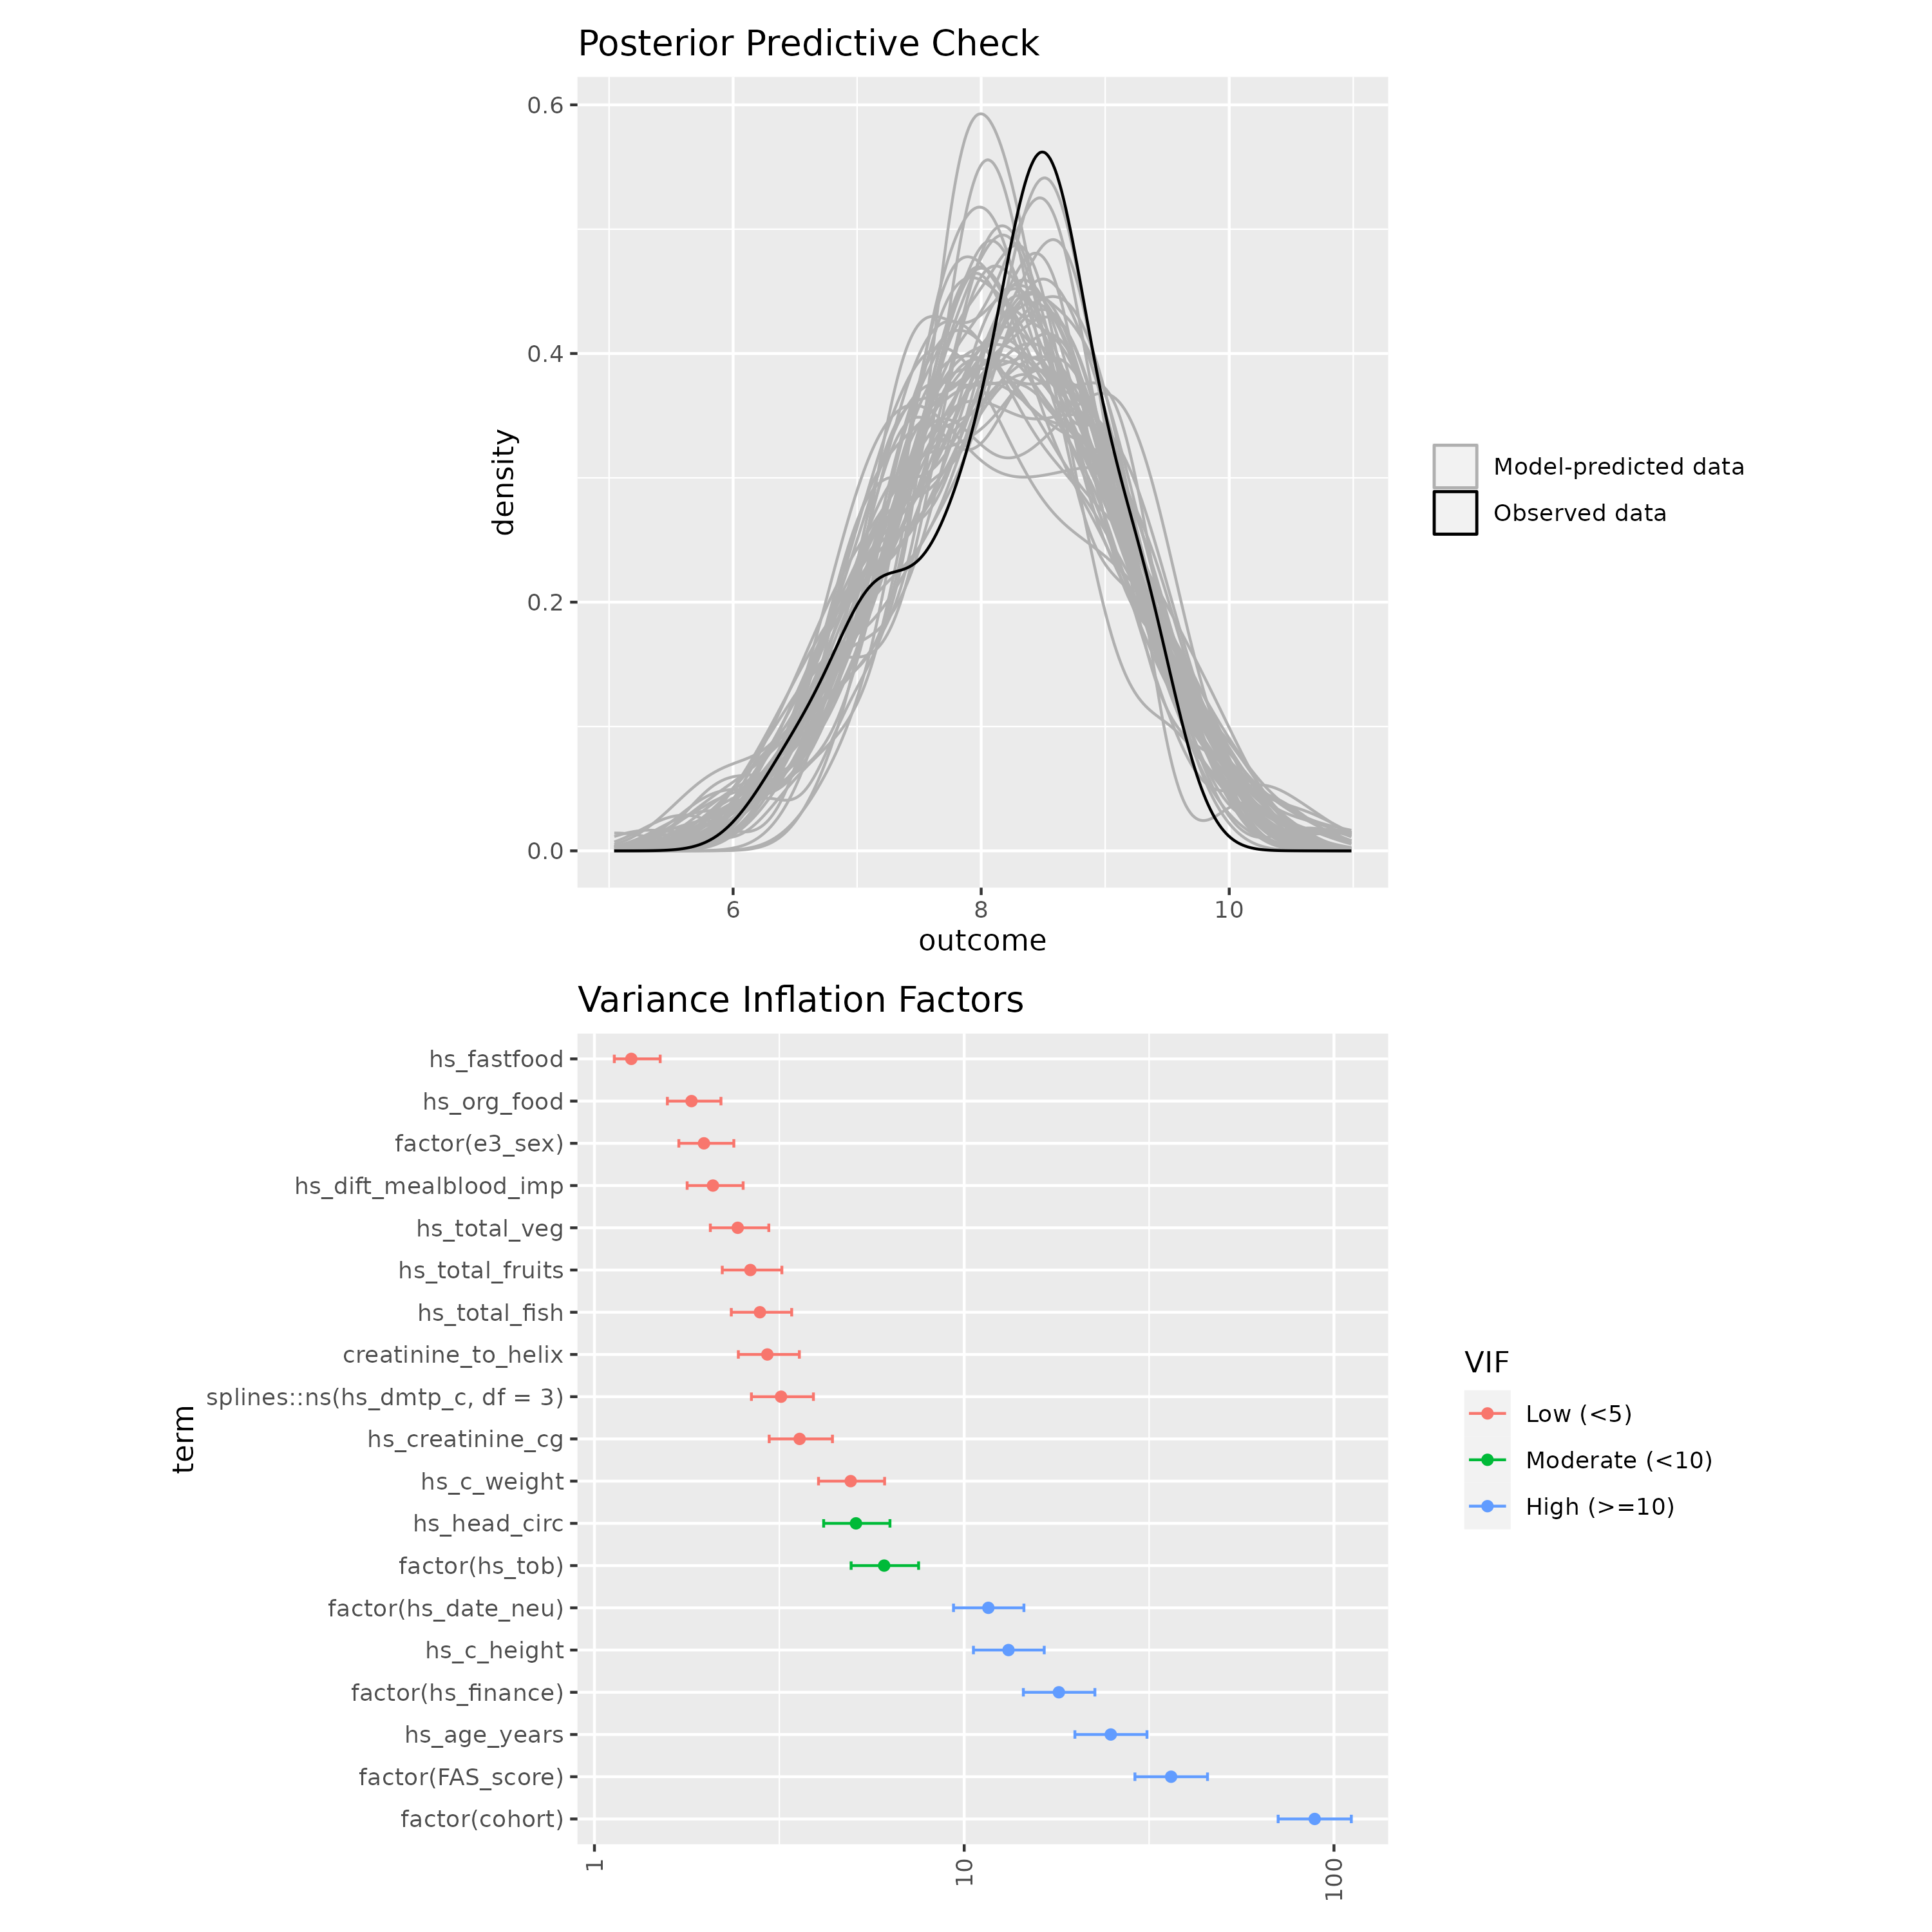 Posterior Predictive Check
0.6
0.4
0.2
0.0
density
6
8
10
outcome
Model-predicted data
Observed data
Variance Inflation Factors
hs_fastfood
hs_org_food
factor(e3_sex)
hs_dift_mealblood_imp
hs_total_veg
hs_total_fruits
hs_total_fish
creatinine_to_helix
splines::ns(hs_dmtp_c, df = 3)
hs_creatinine_cg
hs_c_weight
hs_head_circ
factor(hs_tob)
factor(hs_date_neu)
hs_c_height
factor(hs_finance)
hs_age_years
factor(FAS_score)
factor(cohort)
term
1
10
100
VIF
Low (<5)
Moderate (<10)
High (>=10)